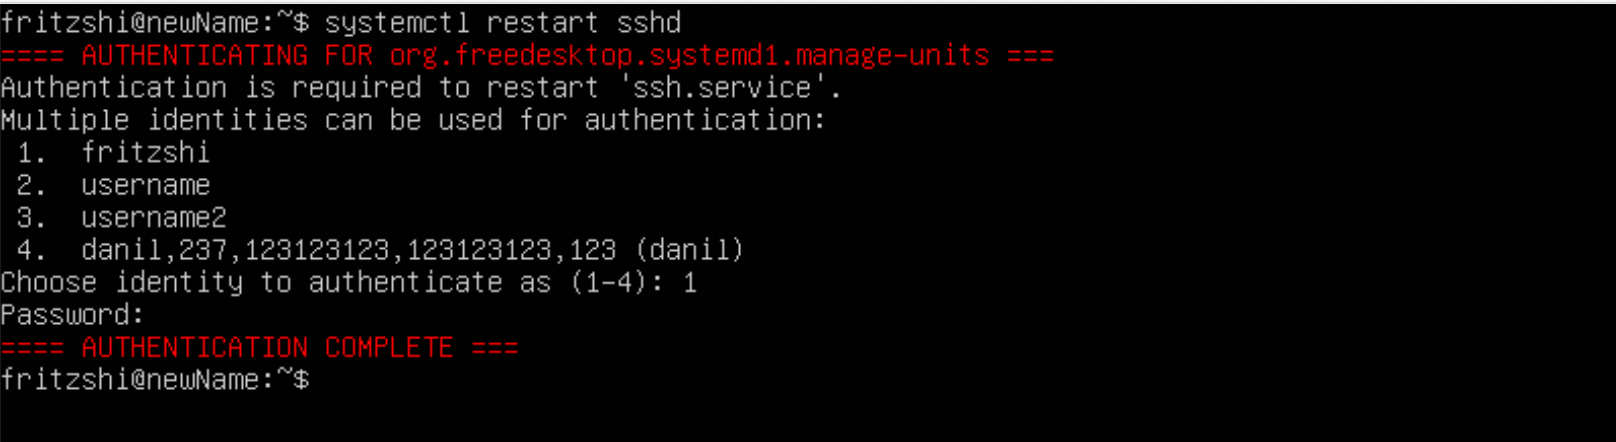 fritzshi@newName:~$ systemctl restart sshd
==== AUTHENTICATING FOR org.freedesktop.systemd1.manage-units ===
Authentication is required to restart 'ssh.service'.
Multiple identities can be used for authentication:
 1.  fritzshi
 2.  username
 3.  username2
 4.  danil,237,123123123,123123123,123 (danil)
Choose identity to authenticate as (1-4): 1
Password:
==== AUTHENTICATION COMPLETE ===
fritzshi@newName:~$